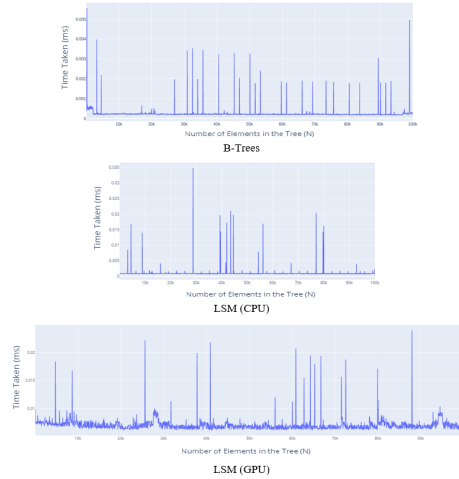 0.005
0.004
0.003
0.002
0.001
0
10k 20k 30k 40k 50k 60k 70k 80k 90k 100k
Time Taken (ms)
Number of Elements in the Tree (N)
B-Trees
0.035
0.03
0.025
0.02
0.015
0.01
0.005
0
10k 20k 30k 40k 50k 60k 70k 80k 90k 100k
Time Taken (ms)
Number of Elements in the Tree (N)
LSM (CPU)
0.02
0.015
0.01
10k 20k 30k 40k 50k 60k 70k 80k 90k
Time Taken (ms)
Number of Elements in the Tree (N)
LSM (GPU)